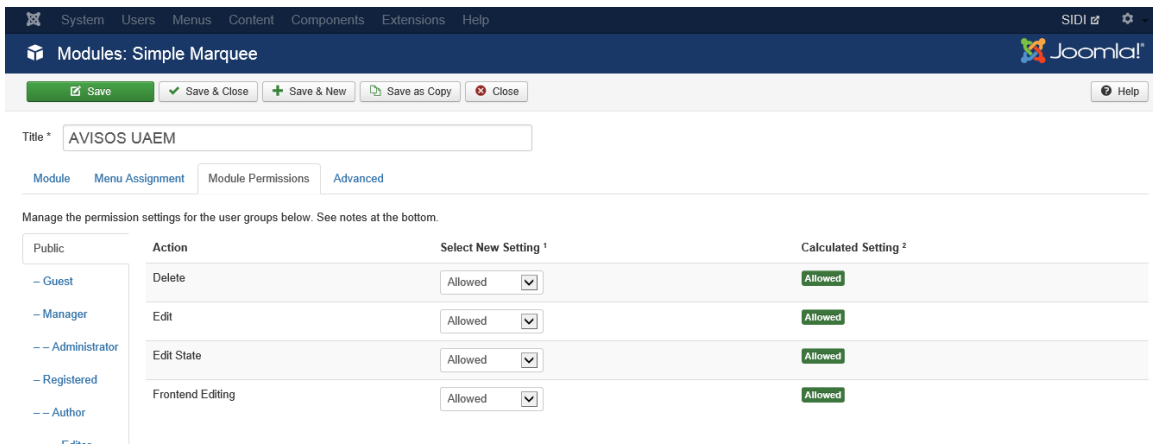 System Users Menus Content Components Extensions Help SIDI
Modules: Simple Marquee Joomla!®
Save Save & Close Save & New Save as Copy Close Help
Title * AVISOS UAEM
Module Menu Assignment Module Permissions Advanced
Manage the permission settings for the user groups below. See notes at the bottom.
Public Action Select New Setting ¹ Calculated Setting ²
Delete Allowed Allowed
– Guest
– Manager Edit Allowed Allowed
– – Administrator Edit State Allowed Allowed
– Registered
Frontend Editing Allowed Allowed
– – Author